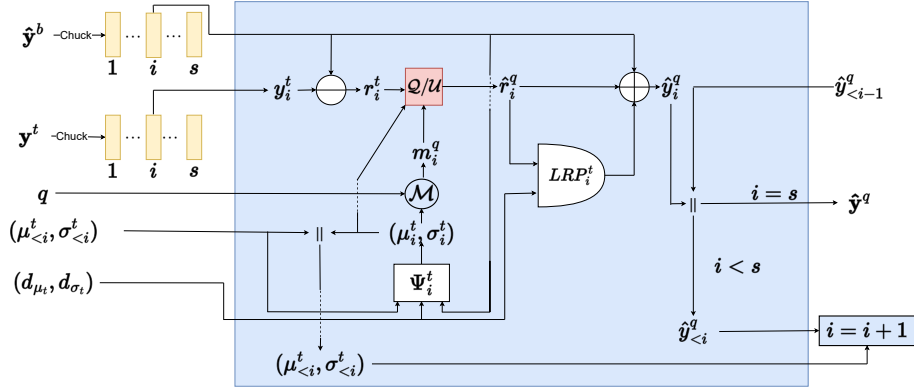 ŷ^b –Chuck→ 1 ... i ... s
y^t –Chuck→ 1 ... i ... s
y_i^t
r_i^t
Q/U
r̂_i^q
ŷ_i^q
ŷ_{<i-1}^q
m_i^q
LRP_i^t
q
M
(μ_{<i}^t, σ_{<i}^t)
||
(μ_i^t, σ_i^t)
||
i = s
ŷ^q
(d_{μ_t}, d_{σ_t})
Ψ_i^t
i < s
ŷ_{<i}^q
i = i + 1
(μ_{<i}^t, σ_{<i}^t)